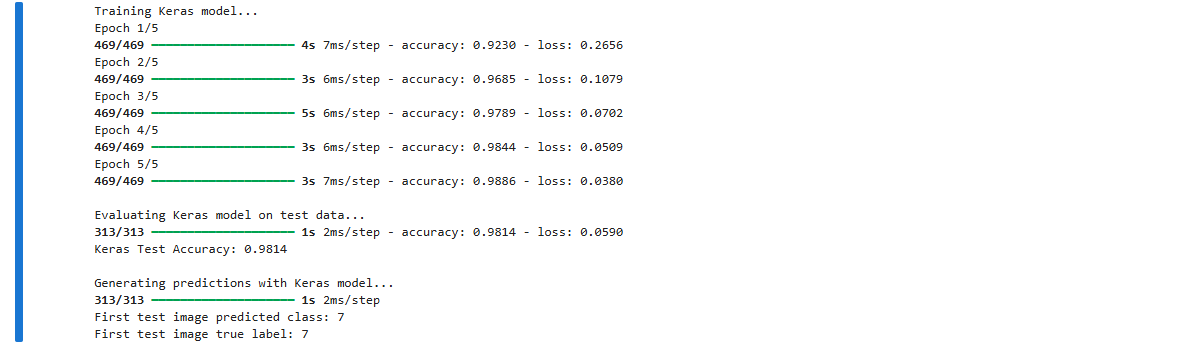 Training Keras model...
Epoch 1/5
469/469 ━━━━━━━━━━━━━━━━━━━━ 4s 7ms/step - accuracy: 0.9230 - loss: 0.2656
Epoch 2/5
469/469 ━━━━━━━━━━━━━━━━━━━━ 3s 6ms/step - accuracy: 0.9685 - loss: 0.1079
Epoch 3/5
469/469 ━━━━━━━━━━━━━━━━━━━━ 5s 6ms/step - accuracy: 0.9789 - loss: 0.0702
Epoch 4/5
469/469 ━━━━━━━━━━━━━━━━━━━━ 3s 6ms/step - accuracy: 0.9844 - loss: 0.0509
Epoch 5/5
469/469 ━━━━━━━━━━━━━━━━━━━━ 3s 7ms/step - accuracy: 0.9886 - loss: 0.0380
Evaluating Keras model on test data...
313/313 ━━━━━━━━━━━━━━━━━━━━ 1s 2ms/step - accuracy: 0.9814 - loss: 0.0590
Keras Test Accuracy: 0.9814
Generating predictions with Keras model...
313/313 ━━━━━━━━━━━━━━━━━━━━ 1s 2ms/step
First test image predicted class: 7
First test image true label: 7